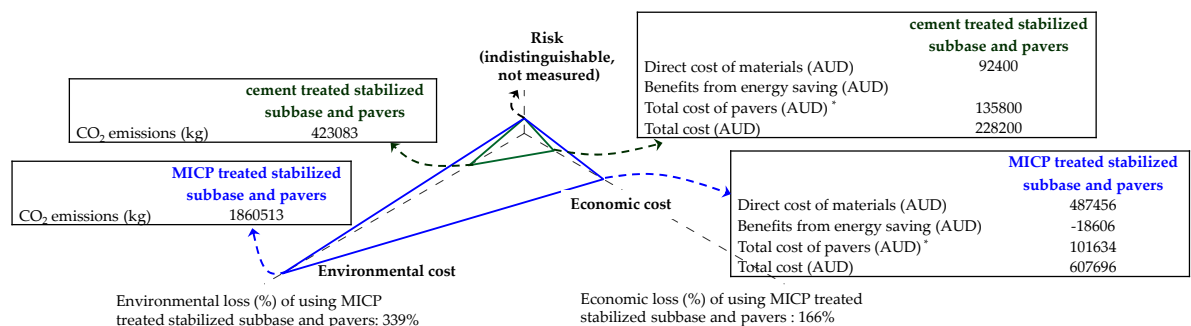 Risk
(indistinguishable,
not measured)
cement treated stabilized
subbase and pavers
CO₂ emissions (kg) 423083
MICP treated stabilized
subbase and pavers
CO₂ emissions (kg) 1860513
cement treated stabilized
subbase and pavers
Direct cost of materials (AUD) 92400
Benefits from energy saving (AUD)
Total cost of pavers (AUD) * 135800
Total cost (AUD) 228200
MICP treated stabilized
subbase and pavers
Direct cost of materials (AUD) 487456
Benefits from energy saving (AUD) -18606
Total cost of pavers (AUD) * 101634
Total cost (AUD) 607696
Economic cost
Environmental cost
Environmental loss (%) of using MICP
treated stabilized subbase and pavers: 339%
Economic loss (%) of using MICP treated
stabilized subbase and pavers : 166%